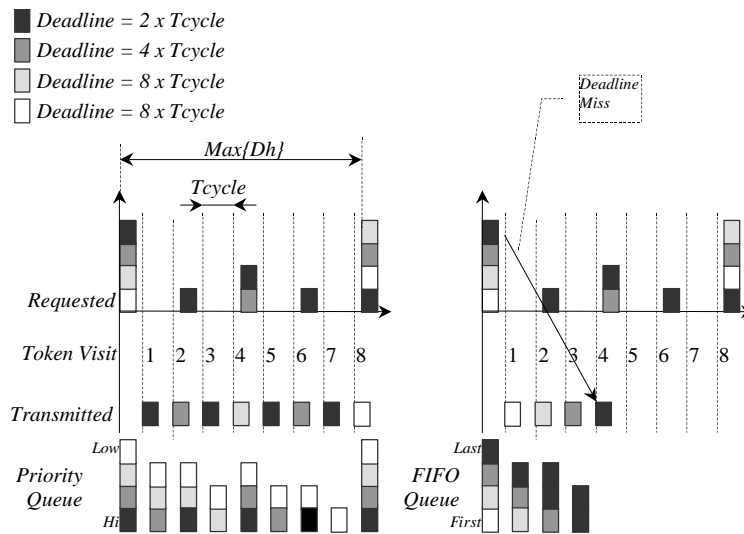 Deadline = 2 x Tcycle
Deadline = 4 x Tcycle
Deadline = 8 x Tcycle
Deadline = 8 x Tcycle
Deadline
Miss
Max{Dh}
Tcycle
Requested
Token Visit 1 2 3 4 5 6 7 8 1 2 3 4 5 6 7 8
Transmitted
Low
Priority
Queue
Hi
Last
FIFO
Queue
First